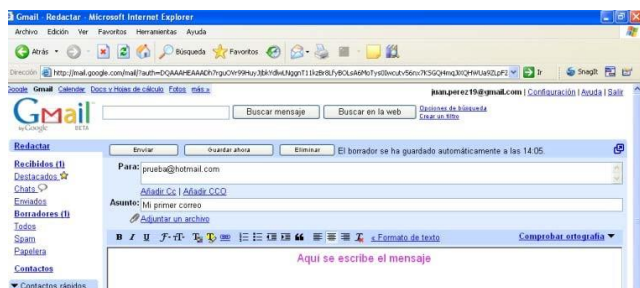 Gmail - Redactar - Microsoft Internet Explorer
Archivo Edición Ver Favoritos Herramientas Ayuda
Atrás Búsqueda Favoritos
Dirección Ir SnagIt
Google Gmail Calendar Docs y Hojas de cálculo Fotos más »
juan.perez19@gmail.com | Configuración | Ayuda | Salir
Gmail by Google BETA
Buscar mensaje Buscar en la web Opciones de búsqueda
Crear un filtro
Redactar
Enviar Guardar ahora Eliminar El borrador se ha guardado automáticamente a las 14:05.
Recibidos (1)
Destacados
Chats
Enviados
Borradores (1)
Todos
Spam
Papelera
Contactos
Contactos rápidos
Para: prueba@hotmail.com
Añadir Cc | Añadir CCO
Asunto: Mi primer correo
Adjuntar un archivo
B I U « Formato de texto Comprobar ortografía ▼
Aquí se escribe el mensaje